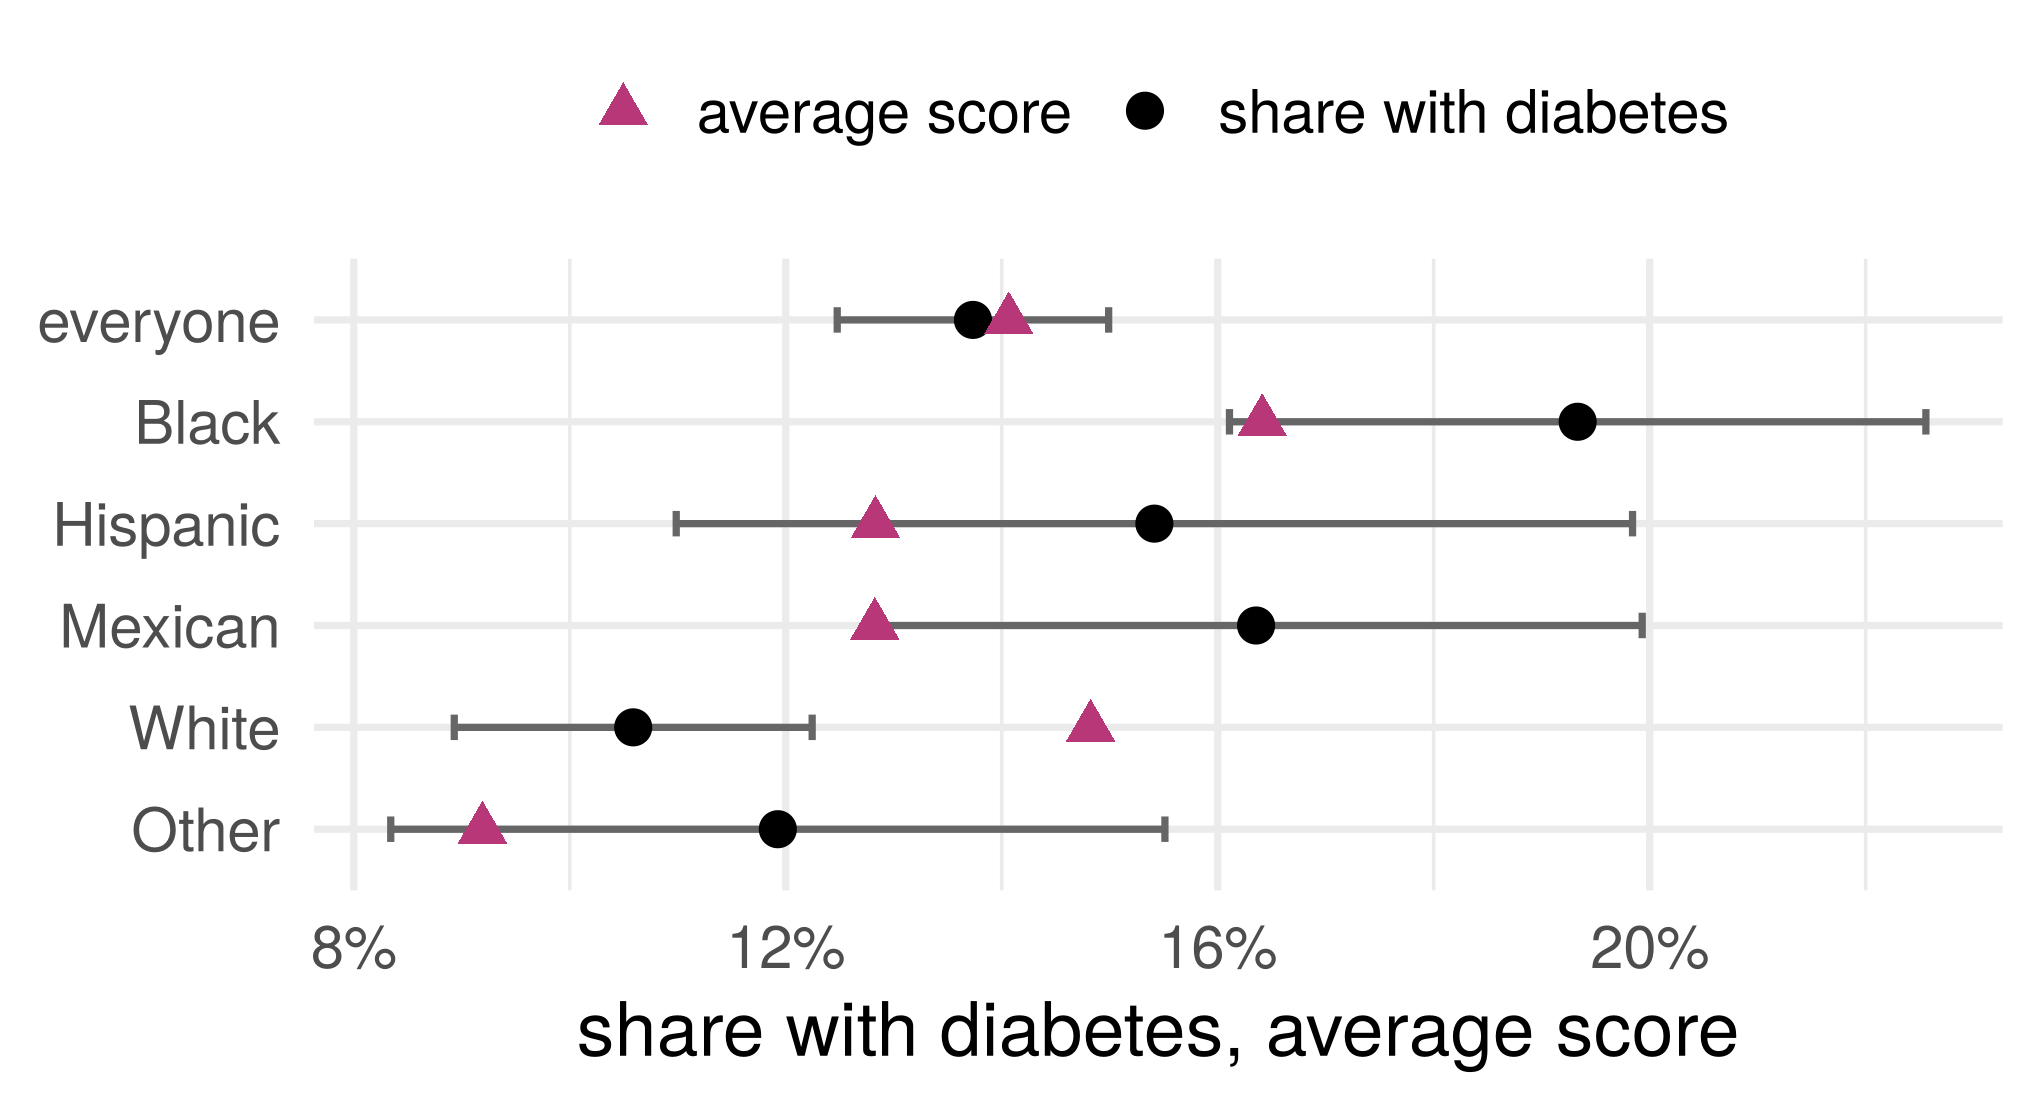 average score share with diabetes
everyone
Black
Hispanic
Mexican
White
Other
8% 12% 16% 20%
share with diabetes, average score